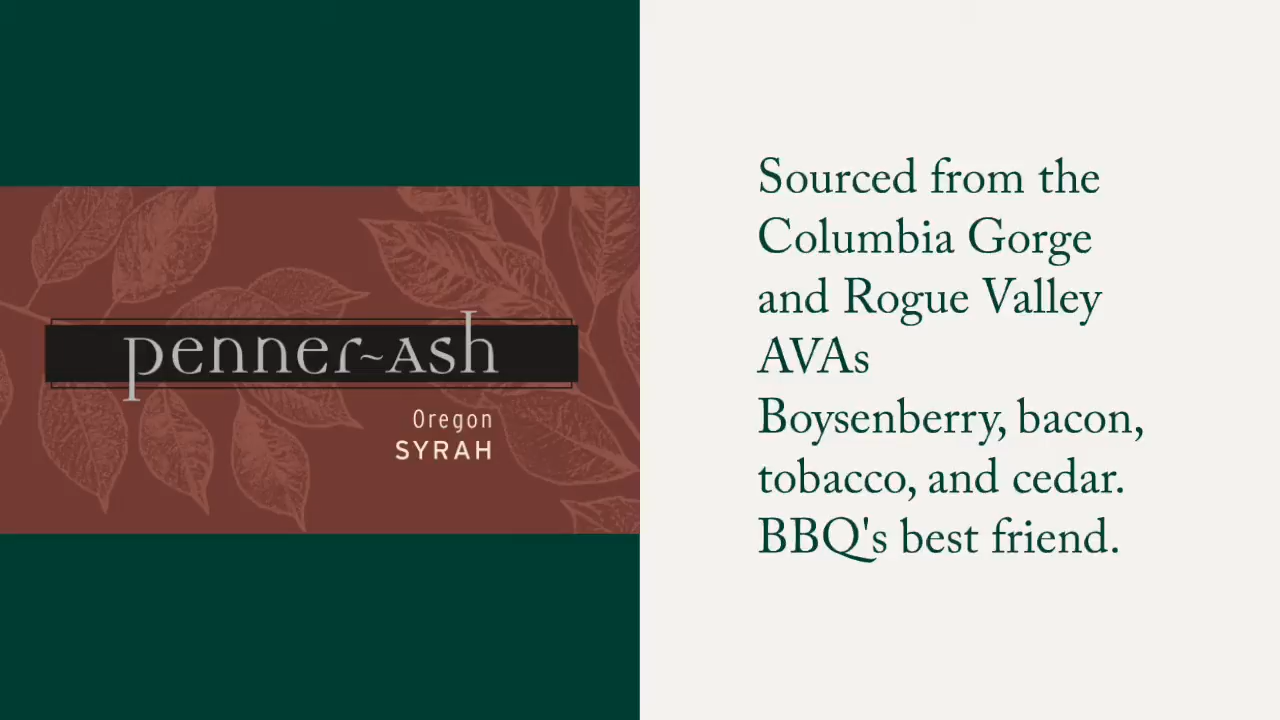 penner~ash
Oregon
SYRAH
Sourced from the
Columbia Gorge
and Rogue Valley
AVAs
Boysenberry, bacon,
tobacco, and cedar.
BBQ's best friend.